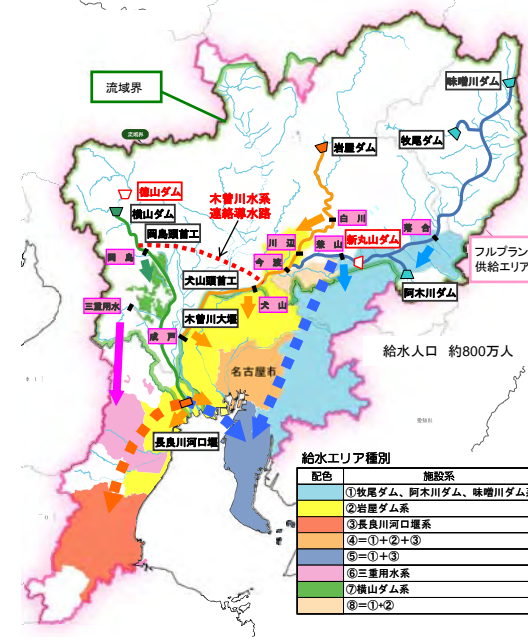 味噌川ダム
流域界
流域界
牧尾ダム
岩屋ダム
徳山ダム
横山ダム
岡島頭首工
木曽川水系
連絡導水路
白川
川辺
落合
岡島
兼山
新丸山ダム
今渡
フルプラン
供給エリア
犬山頭首工
阿木川ダム
三重用水
犬山
木曽川大堰
成戸
給水人口 約800万人
名古屋市
長良川河口堰
給水エリア種別
配色 施設系
①牧尾ダム、阿木川ダム、味噌川ダム系
②岩屋ダム系
③長良川河口堰系
④=①+②+③
⑤=①+③
⑥三重用水系
⑦横山ダム系
⑧=①+②